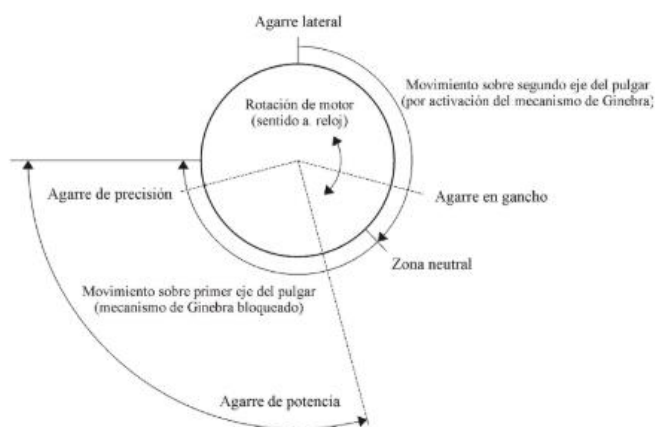 Agarre lateral
Movimiento sobre segundo eje del pulgar
(por activación del mecanismo de Ginebra)
Rotación de motor
(sentido a. reloj)
Agarre de precisión
Agarre en gancho
Zona neutral
Movimiento sobre primer eje del pulgar
(mecanismo de Ginebra bloqueado)
Agarre de potencia